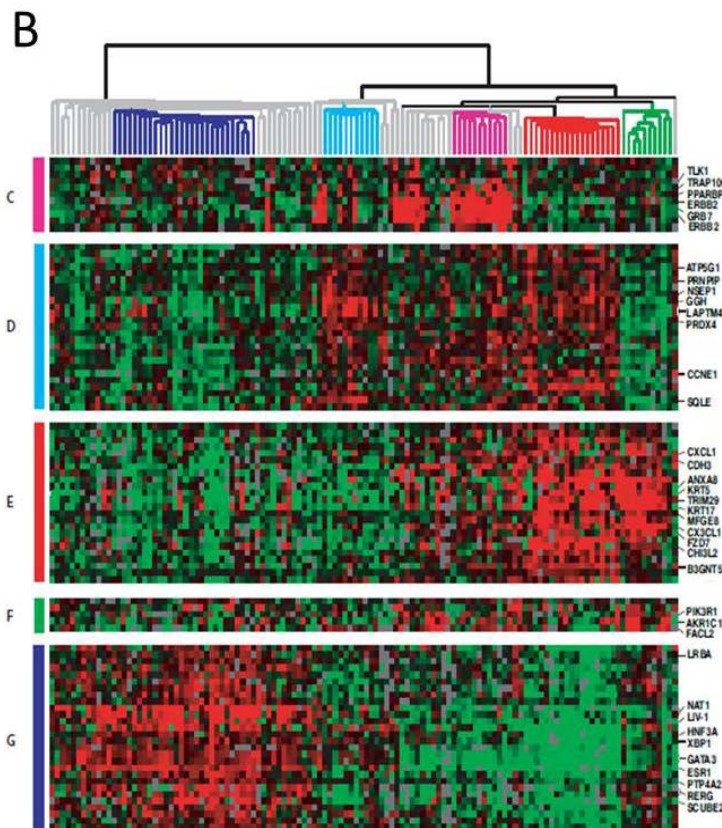 B
C
TLK1
TRAP100
PPARBP
ERBB2
GRB7
ERBB2
D
ATP5G1
PRNPIP
NSEP1
GGH
LAPTM4
PRDX4
CCNE1
SQLE
E
CXCL1
CDH3
ANXA8
KRT5
TRIM29
KRT17
MFGE8
CX3CL1
FZD7
CHI3L2
B3GNT5
F
PIK3R1
AKR1C1
FACL2
G
LRBA
NAT1
LIV-1
HNF3A
XBP1
GATA3
ESR1
PTP4A2
RERG
SCUBE2